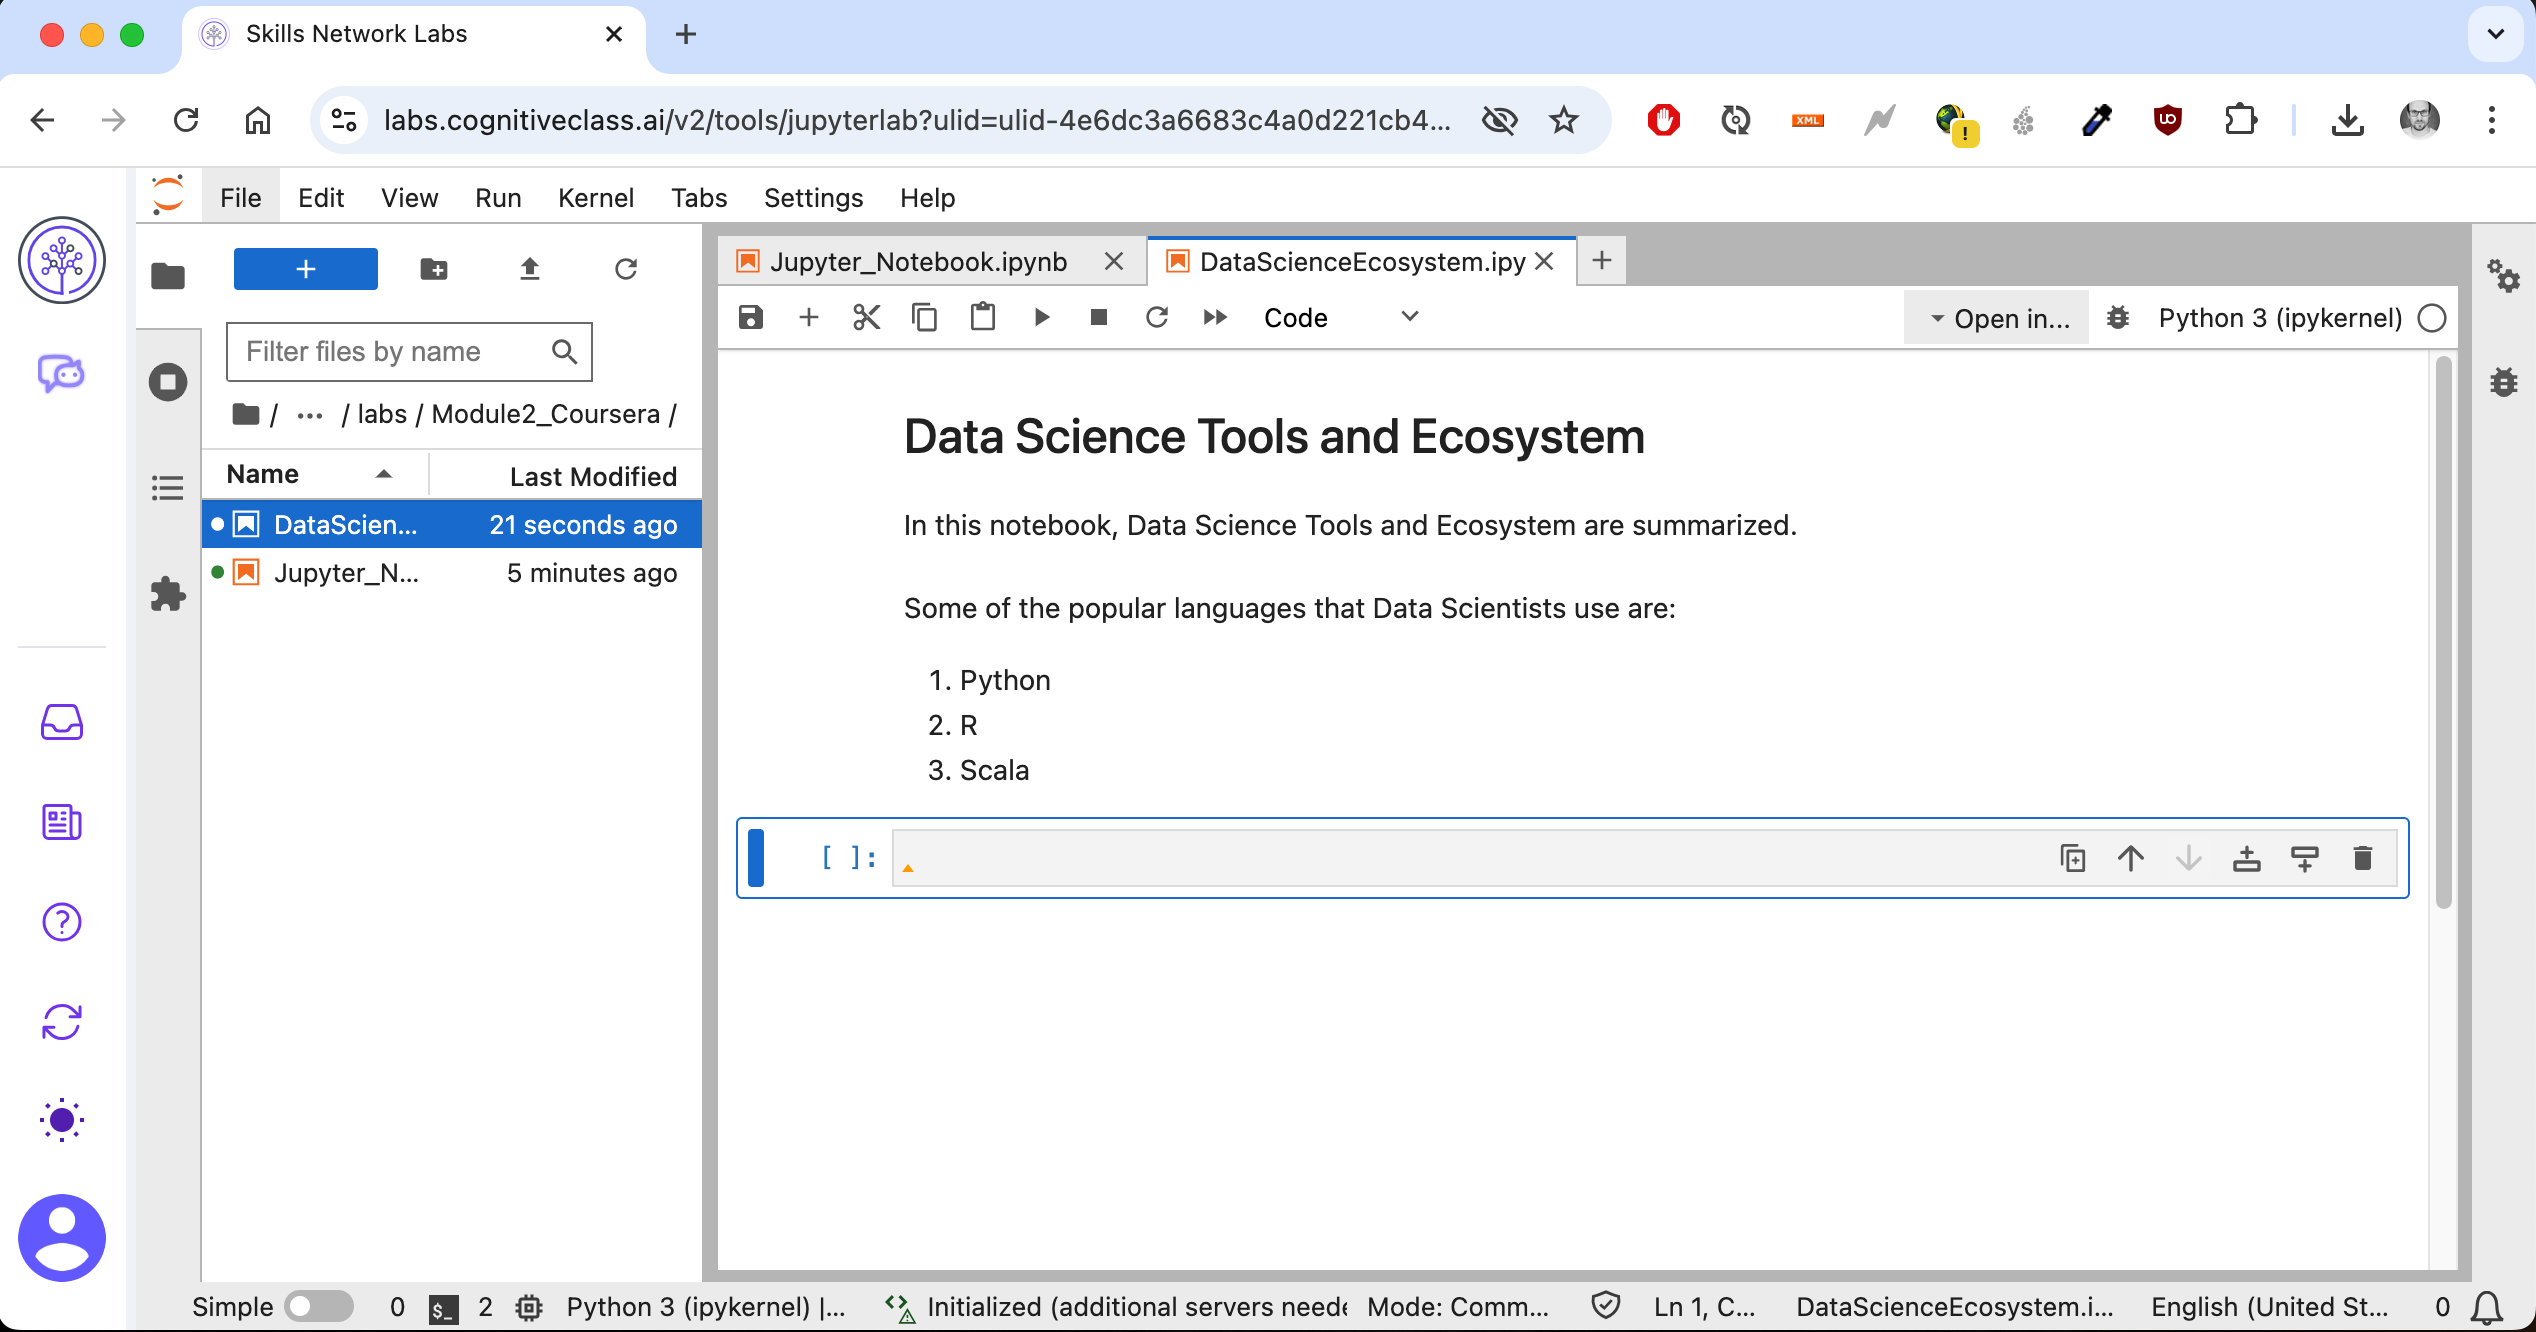 Skills Network Labs
labs.cognitiveclass.ai/v2/tools/jupyterlab?ulid=ulid-4e6dc3a6683c4a0d221cb4...
XML
!
File Edit View Run Kernel Tabs Settings Help
Filter files by name
/ ... / labs / Module2_Coursera /
Name Last Modified
DataScien... 21 seconds ago
Jupyter_N... 5 minutes ago
Jupyter_Notebook.ipynb
DataScienceEcosystem.ipy
Code
Open in...
Python 3 (ipykernel)
Data Science Tools and Ecosystem
In this notebook, Data Science Tools and Ecosystem are summarized.
Some of the popular languages that Data Scientists use are:
1. Python
2. R
3. Scala
[ ]:
Simple 0 $_ 2 Python 3 (ipykernel) |... Initialized (additional servers neede Mode: Comm... Ln 1, C... DataScienceEcosystem.i... English (United St... 0